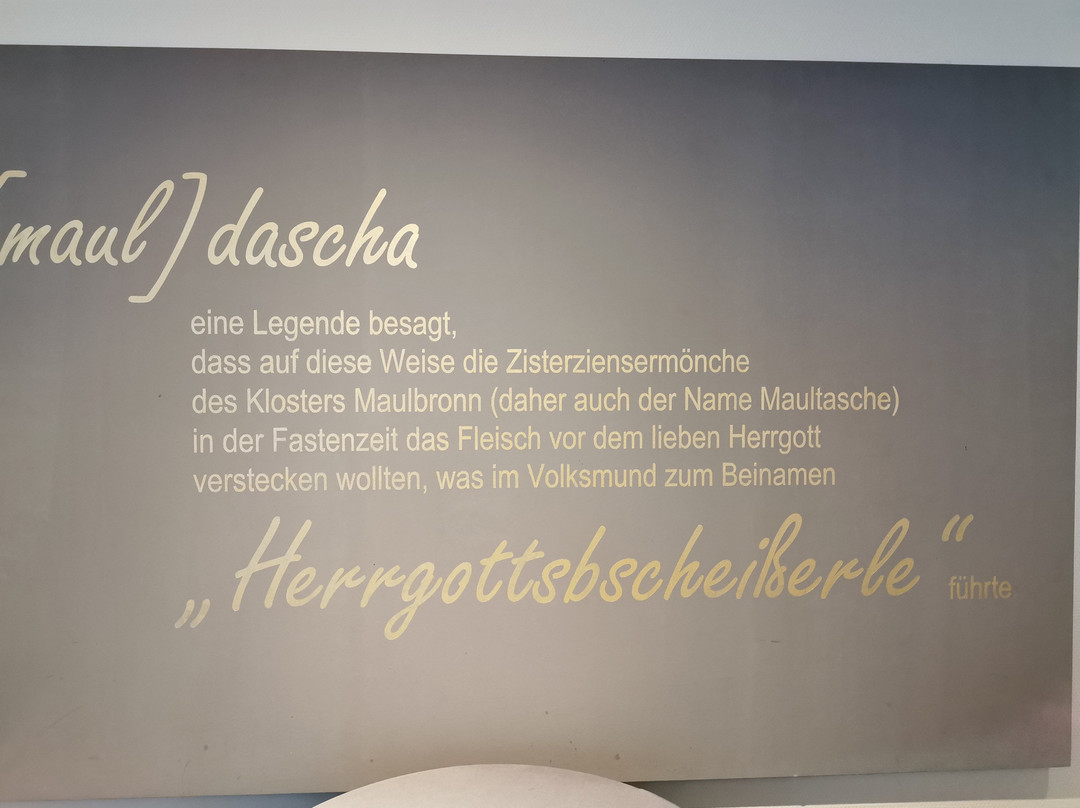 [maul]dascha
eine Legende besagt,
dass auf diese Weise die Zisterziensermönche
des Klosters Maulbronn (daher auch der Name Maultasche)
in der Fastenzeit das Fleisch vor dem lieben Herrgott
verstecken wollten, was im Volksmund zum Beinamen
„Herrgottsbscheißerle“ führte